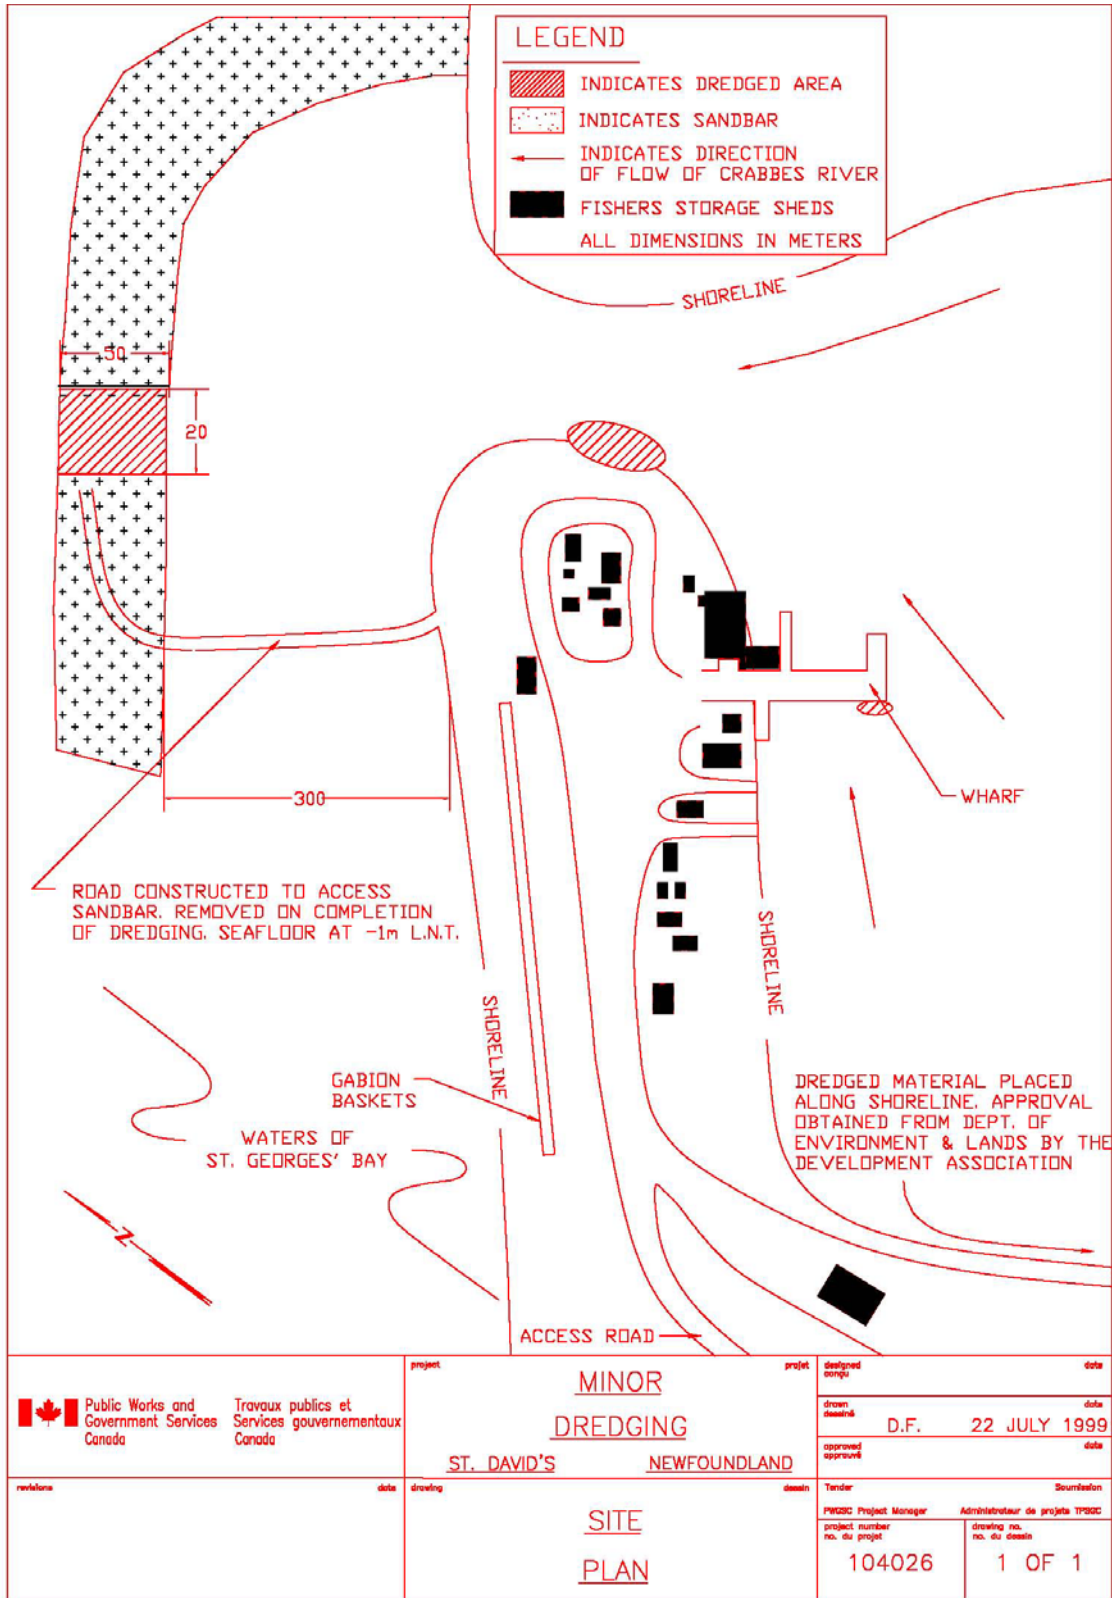 LEGEND
INDICATES DREDGED AREA
INDICATES SANDBAR
INDICATES DIRECTION
OF FLOW OF CRABBES RIVER
FISHERS STORAGE SHEDS
ALL DIMENSIONS IN METERS
SHORELINE
50
20
300
WHARF
ROAD CONSTRUCTED TO ACCESS
SANDBAR. REMOVED ON COMPLETION
OF DREDGING. SEAFLOOR AT -1m L.N.T.
SHORELINE
SHORELINE
GABION
BASKETS
WATERS OF
ST. GEORGES' BAY
DREDGED MATERIAL PLACED
ALONG SHORELINE. APPROVAL
OBTAINED FROM DEPT. OF
ENVIRONMENT & LANDS BY THE
DEVELOPMENT ASSOCIATION
N
ACCESS ROAD
Public Works and
Government Services
Canada
Travaux publics et
Services gouvernementaux
Canada
project projet
MINOR
DREDGING
ST. DAVID'S NEWFOUNDLAND
designed date
conçu
drawn date
dessiné
D.F. 22 JULY 1999
approved date
approuvé
revisions date
drawing dessin
SITE
PLAN
Tender Soumission
PWGSC Project Manager Administrateur de projets TPSGC
project number
no. du projet
104026
drawing no.
no. du dessin
1 OF 1